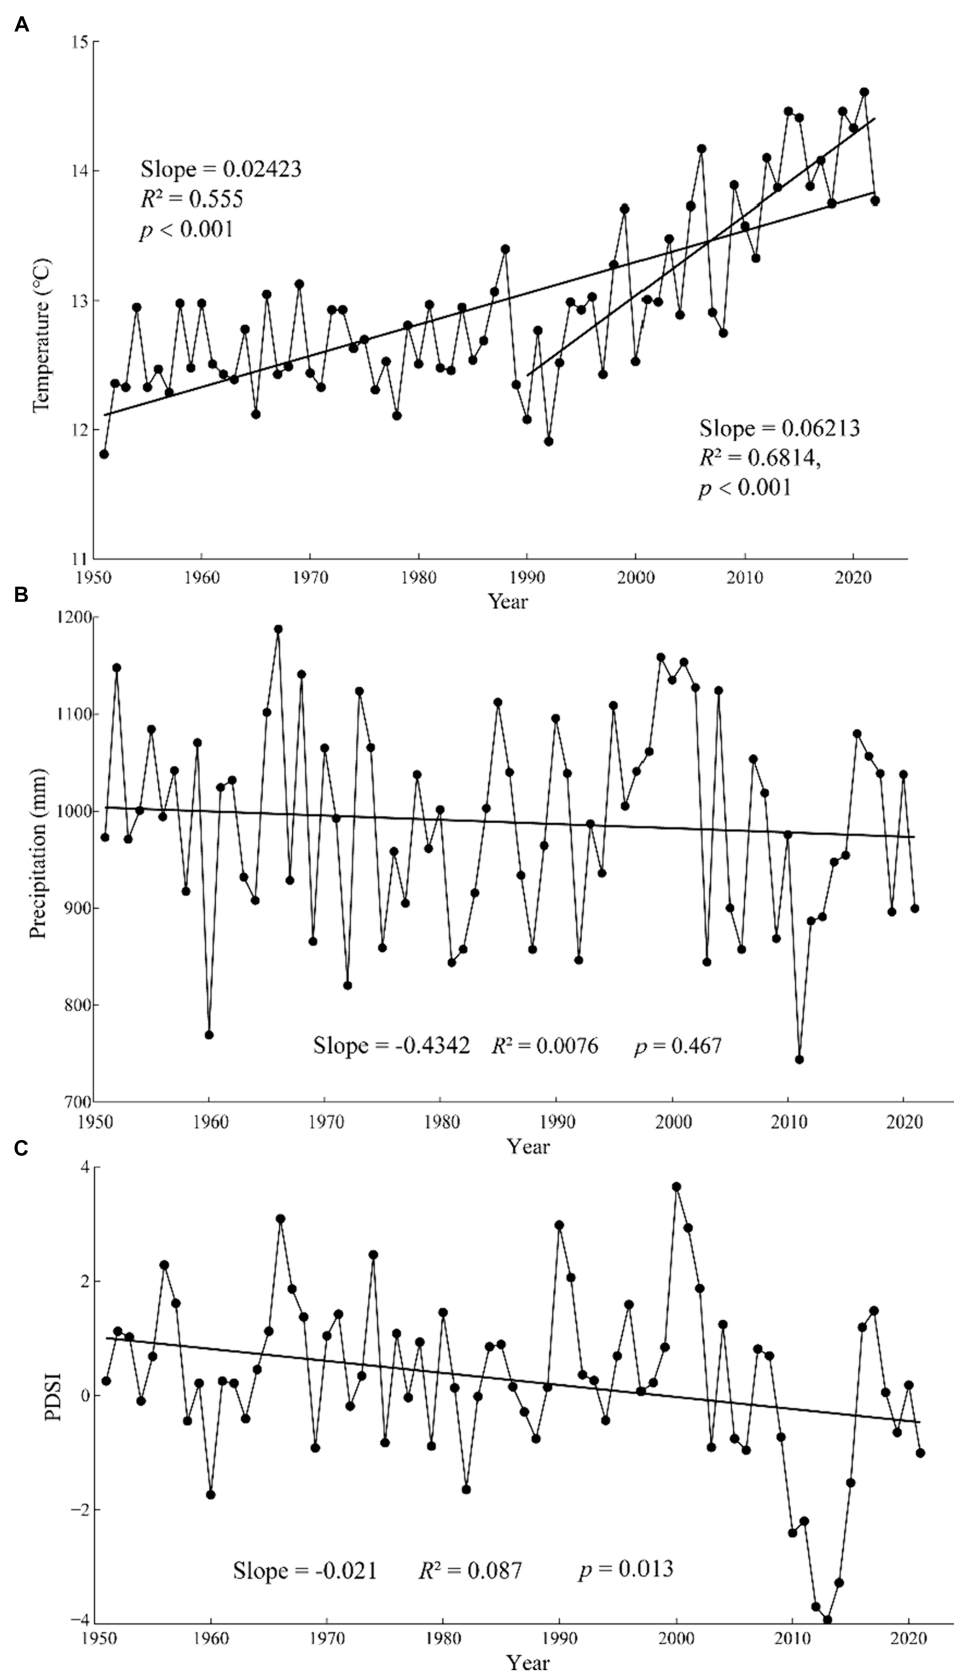 A
15
14
13
12
11
Temperature (°C)
Slope = 0.02423
R² = 0.555
p < 0.001
Slope = 0.06213
R² = 0.6814,
p < 0.001
1950 1960 1970 1980 1990 2000 2010 2020
Year
B
1200
1100
1000
900
800
700
Precipitation (mm)
Slope = -0.4342 R² = 0.0076 p = 0.467
1950 1960 1970 1980 1990 2000 2010 2020
Year
C
4
2
0
−2
−4
PDSI
Slope = -0.021 R² = 0.087 p = 0.013
1950 1960 1970 1980 1990 2000 2010 2020
Year